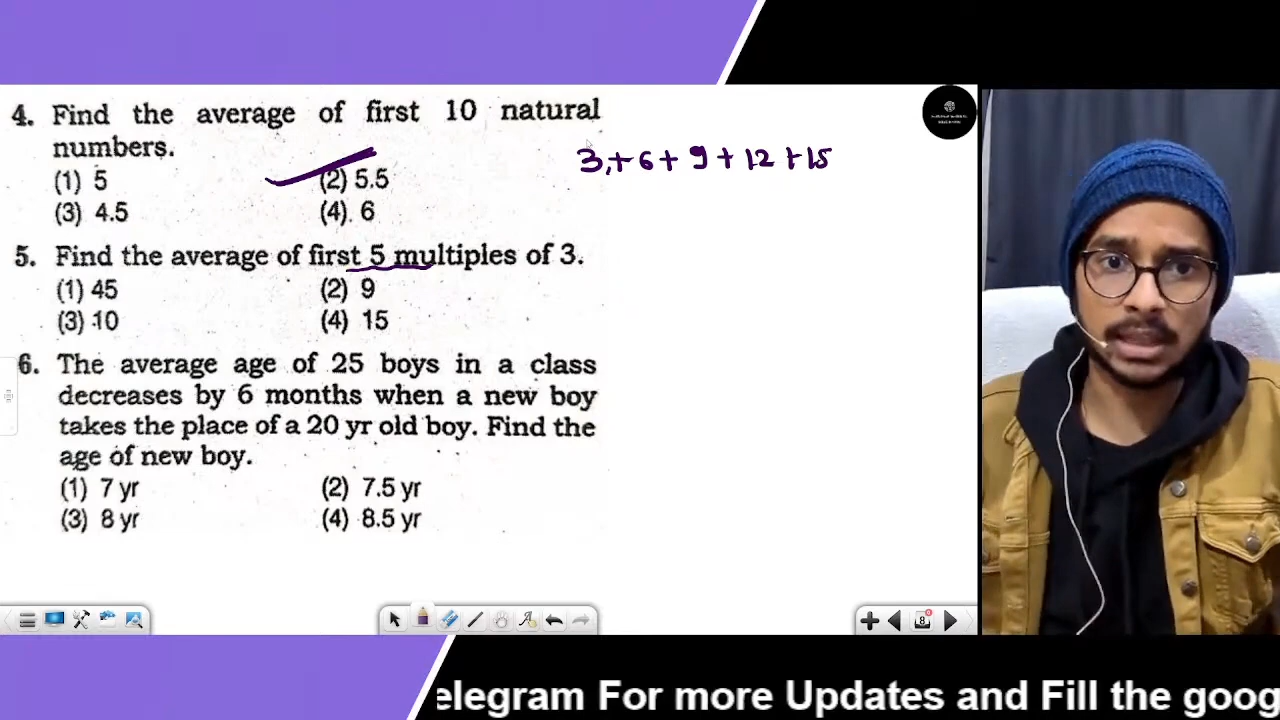 4. Find the average of first 10 natural
numbers.
(1) 5 (2) 5.5
(3) 4.5 (4). 6
3,+6+9+12+15
5. Find the average of first 5 multiples of 3.
(1) 45 (2) 9
(3) 10 (4) 15
6. The average age of 25 boys in a class
decreases by 6 months when a new boy
takes the place of a 20 yr old boy. Find the
age of new boy.
(1) 7 yr (2) 7.5 yr
(3) 8 yr (4) 8.5 yr
8
elegram For more Updates and Fill the goog